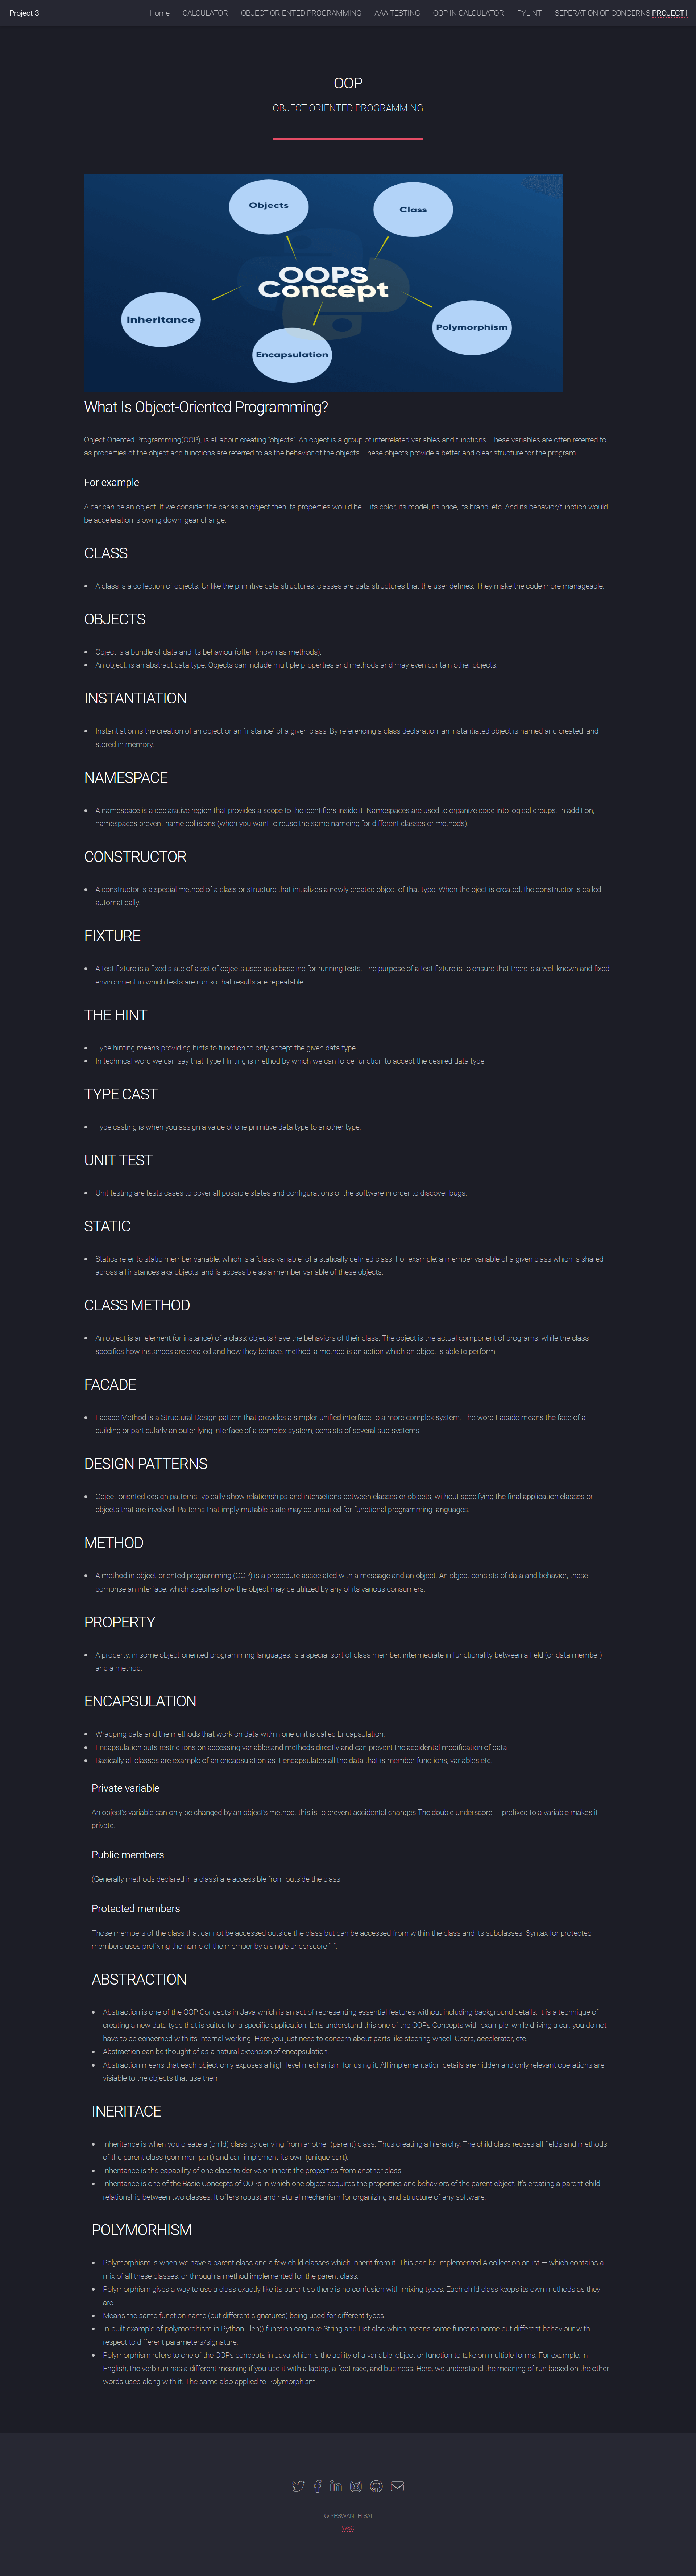 Project-3
Home CALCULATOR OBJECT ORIENTED PROGRAMMING AAA TESTING OOP IN CALCULATOR PYLINT SEPERATION OF CONCERNS PROJECT1
OOP
OBJECT ORIENTED PROGRAMMING
Objects
Class
OOPS
Concept
Inheritance
Polymorphism
Encapsulation
What Is Object-Oriented Programming?
Object-Oriented Programming(OOP), is all about creating "objects". An object is a group of interrelated variables and functions. These variables are often referred to
as properties of the object and functions are referred to as the behavior of the objects. These objects provide a better and clear structure for the program.
For example
A car can be an object. If we consider the car as an object then its properties would be – its color, its model, its price, its brand, etc. And its behavior/function would
be acceleration, slowing down, gear change.
CLASS
• A class is a collection of objects. Unlike the primitive data structures, classes are data structures that the user defines. They make the code more manageable.
OBJECTS
• Object is a bundle of data and its behaviour(often known as methods).
• An object, is an abstract data type. Objects can include multiple properties and methods and may even contain other objects.
INSTANTIATION
• Instantiation is the creation of an object or an "instance" of a given class. By referencing a class declaration, an instantiated object is named and created, and
stored in memory.
NAMESPACE
• A namespace is a declarative region that provides a scope to the identifiers inside it. Namespaces are used to organize code into logical groups. In addition,
namespaces prevent name collisions (when you want to reuse the same nameing for different classes or methods).
CONSTRUCTOR
• A constructor is a special method of a class or structure that initializes a newly created object of that type. When the oject is created, the constructor is called
automatically.
FIXTURE
• A test fixture is a fixed state of a set of objects used as a baseline for running tests. The purpose of a test fixture is to ensure that there is a well known and fixed
environment in which tests are run so that results are repeatable.
THE HINT
• Type hinting means providing hints to function to only accept the given data type.
• In technical word we can say that Type Hinting is method by which we can force function to accept the desired data type.
TYPE CAST
• Type casting is when you assign a value of one primitive data type to another type.
UNIT TEST
• Unit testing are tests cases to cover all possible states and configurations of the software in order to discover bugs.
STATIC
• Statics refer to static member variable, which is a "class variable" of a statically defined class. For example: a member variable of a given class which is shared
across all instances aka objects, and is accessible as a member variable of these objects.
CLASS METHOD
• An object is an element (or instance) of a class; objects have the behaviors of their class. The object is the actual component of programs, while the class
specifies how instances are created and how they behave. method: a method is an action which an object is able to perform.
FACADE
• Facade Method is a Structural Design pattern that provides a simpler unified interface to a more complex system. The word Facade means the face of a
building or particularly an outer lying interface of a complex system, consists of several sub-systems.
DESIGN PATTERNS
• Object-oriented design patterns typically show relationships and interactions between classes or objects, without specifying the final application classes or
objects that are involved. Patterns that imply mutable state may be unsuited for functional programming languages.
METHOD
• A method in object-oriented programming (OOP) is a procedure associated with a message and an object. An object consists of data and behavior; these
comprise an interface, which specifies how the object may be utilized by any of its various consumers.
PROPERTY
• A property, in some object-oriented programming languages, is a special sort of class member, intermediate in functionality between a field (or data member)
and a method.
ENCAPSULATION
• Wrapping data and the methods that work on data within one unit is called Encapsulation.
• Encapsulation puts restrictions on accessing variablesand methods directly and can prevent the accidental modification of data
• Basically all classes are example of an encapsulation as it encapsulates all the data that is member functions, variables etc.
Private variable
An object's variable can only be changed by an object's method. this is to prevent accidental changes.The double underscore __ prefixed to a variable makes it
private.
Public members
(Generally methods declared in a class) are accessible from outside the class.
Protected members
Those members of the class that cannot be accessed outside the class but can be accessed from within the class and its subclasses. Syntax for protected
members uses prefixing the name of the member by a single underscore "_".
ABSTRACTION
• Abstraction is one of the OOP Concepts in Java which is an act of representing essential features without including background details. It is a technique of
creating a new data type that is suited for a specific application. Lets understand this one of the OOPs Concepts with example, while driving a car, you do not
have to be concerned with its internal working. Here you just need to concern about parts like steering wheel, Gears, accelerator, etc.
• Abstraction can be thought of as a natural extension of encapsulation.
• Abstraction means that each object only exposes a high-level mechanism for using it. All implementation details are hidden and only relevant operations are
visiable to the objects that use them
INERITACE
• Inheritance is when you create a (child) class by deriving from another (parent) class. Thus creating a hierarchy. The child class reuses all fields and methods
of the parent class (common part) and can implement its own (unique part).
• Inheritance is the capability of one class to derive or inherit the properties from another class.
• Inheritance is one of the Basic Concepts of OOPs in which one object acquires the properties and behaviors of the parent object. It's creating a parent-child
relationship between two classes. It offers robust and natural mechanism for organizing and structure of any software.
POLYMORHISM
• Polymorphism is when we have a parent class and a few child classes which inherit from it. This can be implemented A collection or list — which contains a
mix of all these classes, or through a method implemented for the parent class.
• Polymorphism gives a way to use a class exactly like its parent so there is no confusion with mixing types. Each child class keeps its own methods as they
are.
• Means the same function name (but different signatures) being used for different types.
• In-built example of polymorphism in Python - len() function can take String and List also which means same function name but different behaviour with
respect to different parameters/signature.
• Polymorphism refers to one of the OOPs concepts in Java which is the ability of a variable, object or function to take on multiple forms. For example, in
English, the verb run has a different meaning if you use it with a laptop, a foot race, and business. Here, we understand the meaning of run based on the other
words used along with it. The same also applied to Polymorphism.
© YESWANTH SAI
W3C